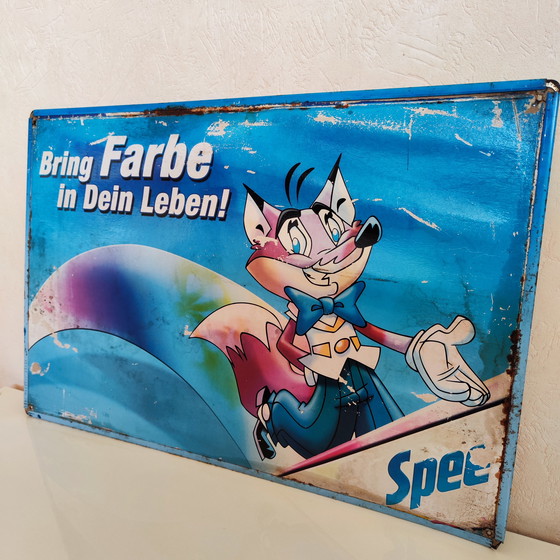 Bring Farbe
in Dein Leben!
Spee